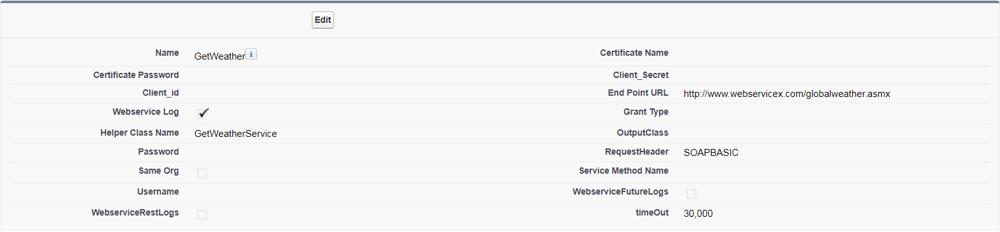 Edit
Name GetWeather i Certificate Name
Certificate Password Client_Secret
Client_id End Point URL http://www.webservicex.com/globalweather.asmx
Webservice Log Grant Type
Helper Class Name GetWeatherService OutputClass
Password RequestHeader SOAPBASIC
Same Org Service Method Name
Username WebserviceFutureLogs
WebserviceRestLogs timeOut 30,000